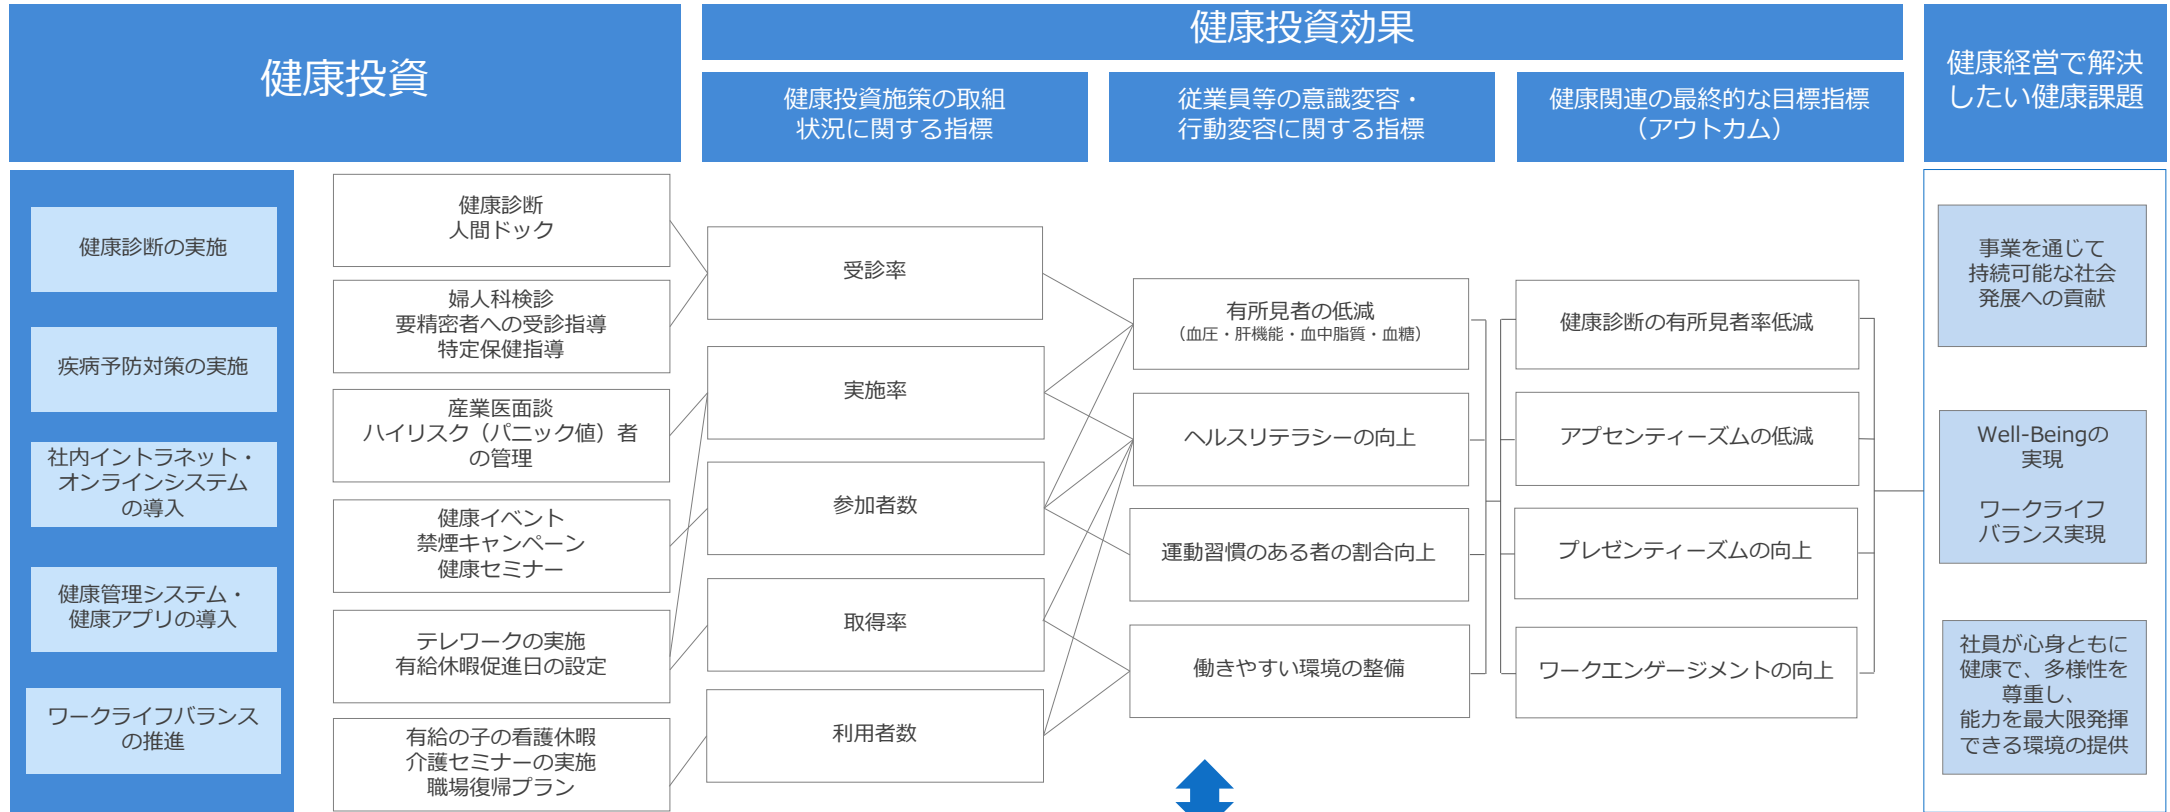 健康投資
健康投資効果
健康投資施策の取組
状況に関する指標
従業員等の意識変容・
行動変容に関する指標
健康関連の最終的な目標指標
（アウトカム）
健康経営で解決
したい健康課題
健康診断の実施
疾病予防対策の実施
社内イントラネット・
オンラインシステム
の導入
健康管理システム・
健康アプリの導入
ワークライフバランス
の推進
健康診断
人間ドック
婦人科検診
要精密者への受診指導
特定保健指導
産業医面談
ハイリスク（パニック値）者
の管理
健康イベント
禁煙キャンペーン
健康セミナー
テレワークの実施
有給休暇促進日の設定
有給の子の看護休暇
介護セミナーの実施
職場復帰プラン
受診率
実施率
参加者数
取得率
利用者数
有所見者の低減
（血圧・肝機能・血中脂質・血糖）
ヘルスリテラシーの向上
運動習慣のある者の割合向上
働きやすい環境の整備
健康診断の有所見者率低減
アプセンティーズムの低減
プレゼンティーズムの向上
ワークエンゲージメントの向上
事業を通じて
持続可能な社会
発展への貢献
Well-Beingの
実現
ワークライフ
バランス実現
社員が心身ともに
健康で、多様性を
尊重し、
能力を最大限発揮
できる環境の提供